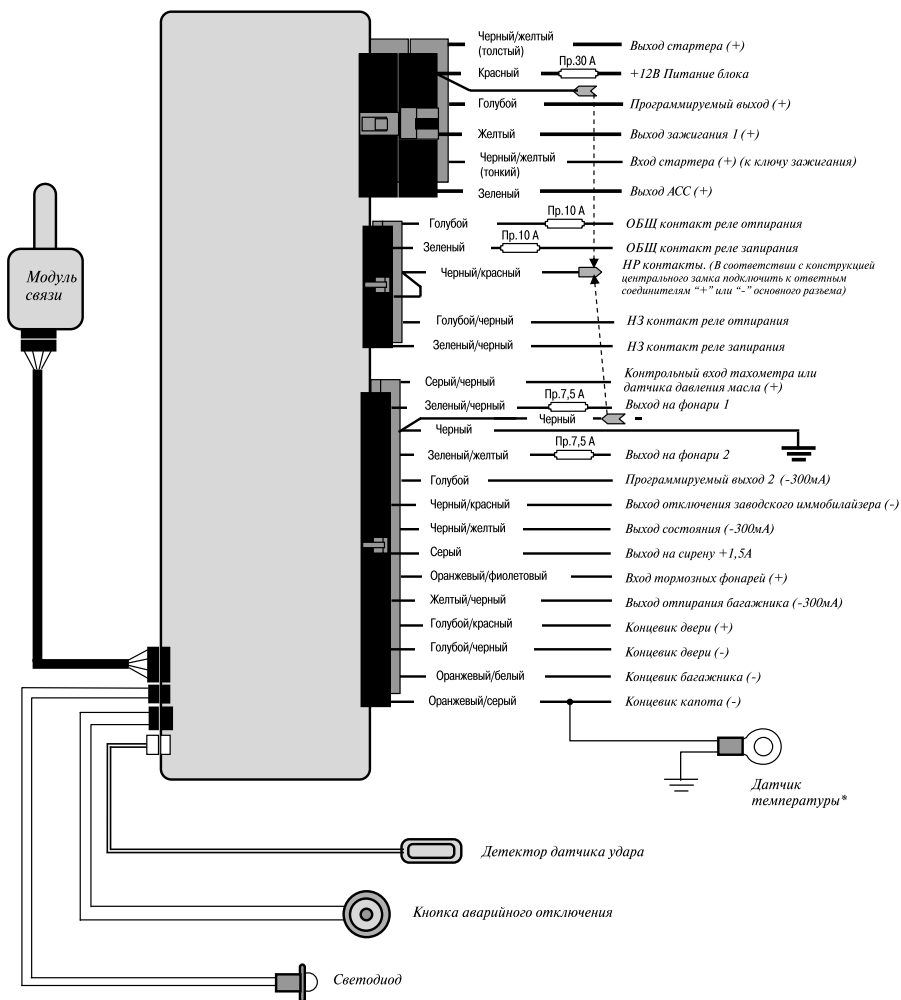 Черный/желтый
(толстый)
Выход стартера (+)
Пр.30 А
Красный
+12В Питание блока
Голубой
Программируемый выход (+)
Желтый
Выход зажигания 1 (+)
Черный/желтый
(тонкий)
Вход стартера (+) (к ключу зажигания)
Зеленый
Выход АСС (+)
Пр.10 А
Голубой
ОБЩ контакт реле отпирания
Пр.10 А
Зеленый
ОБЩ контакт реле запирания
Черный/красный
НР контакты. (В соответствии с конструкцией
центрального замка подключить к ответным
соединителям “+” или “-” основного разъема)
Модуль
связи
Голубой/черный
НЗ контакт реле отпирания
Зеленый/черный
НЗ контакт реле запирания
Серый/черный
Контрольный вход тахометра или
датчика давления масла (+)
Пр.7,5 А
Зеленый/черный
Выход на фонари 1
Черный
Черный
Пр.7,5 А
Зеленый/желтый
Выход на фонари 2
Голубой
Программируемый выход 2 (-300мА)
Черный/красный
Выход отключения заводского иммобилайзера (-)
Черный/желтый
Выход состояния (-300мА)
Серый
Выход на сирену +1,5А
Оранжевый/фиолетовый
Вход тормозных фонарей (+)
Желтый/черный
Выход отпирания багажника (-300мА)
Голубой/красный
Концевик двери (+)
Голубой/черный
Концевик двери (-)
Оранжевый/белый
Концевик багажника (-)
Оранжевый/серый
Концевик капота (-)
Датчик
температуры*
Детектор датчика удара
Кнопка аварийного отключения
Светодиод